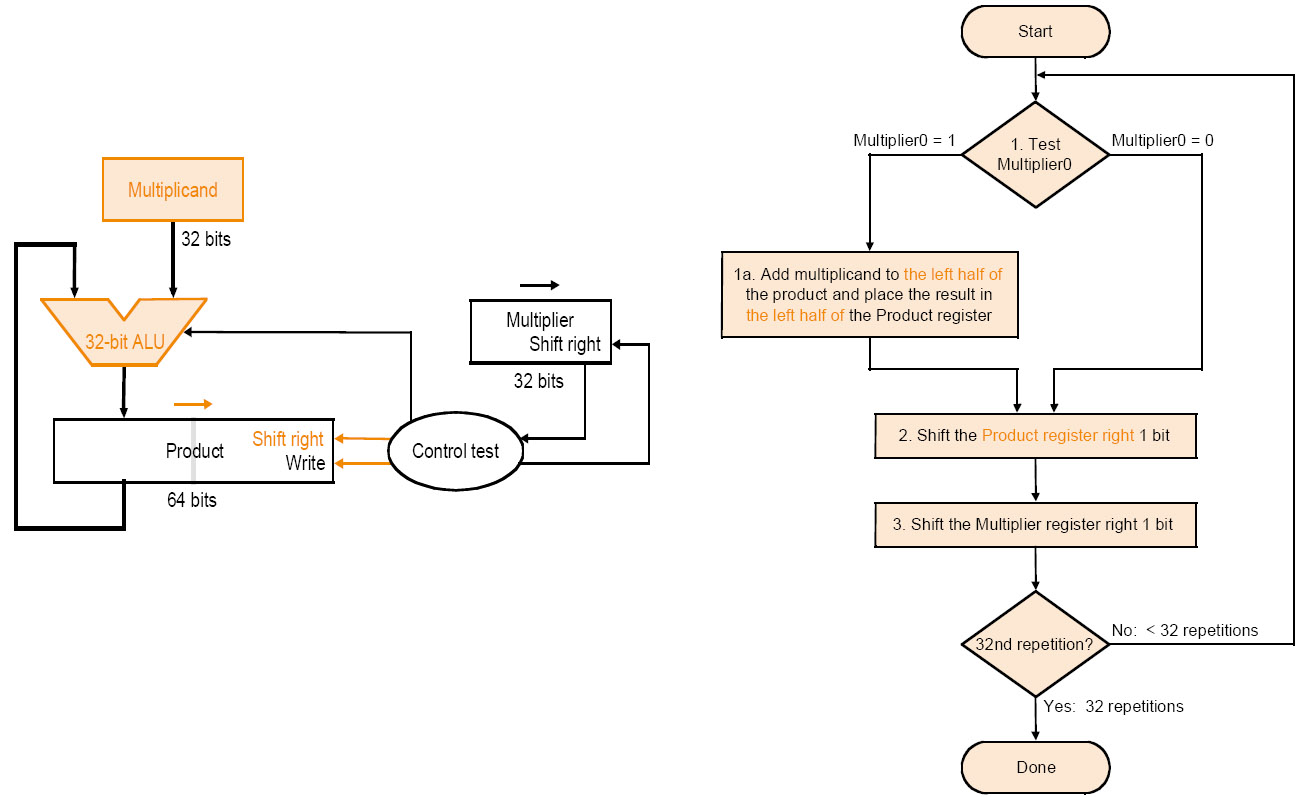 Multiplicand
32 bits
32-bit ALU
Multiplier
Shift right
32 bits
Product
Shift right
Write
64 bits
Control test
Start
Multiplier0 = 1
1. Test
Multiplier0
Multiplier0 = 0
1a. Add multiplicand to the left half of
the product and place the result in
the left half of the Product register
2. Shift the Product register right 1 bit
3. Shift the Multiplier register right 1 bit
32nd repetition?
No: < 32 repetitions
Yes: 32 repetitions
Done